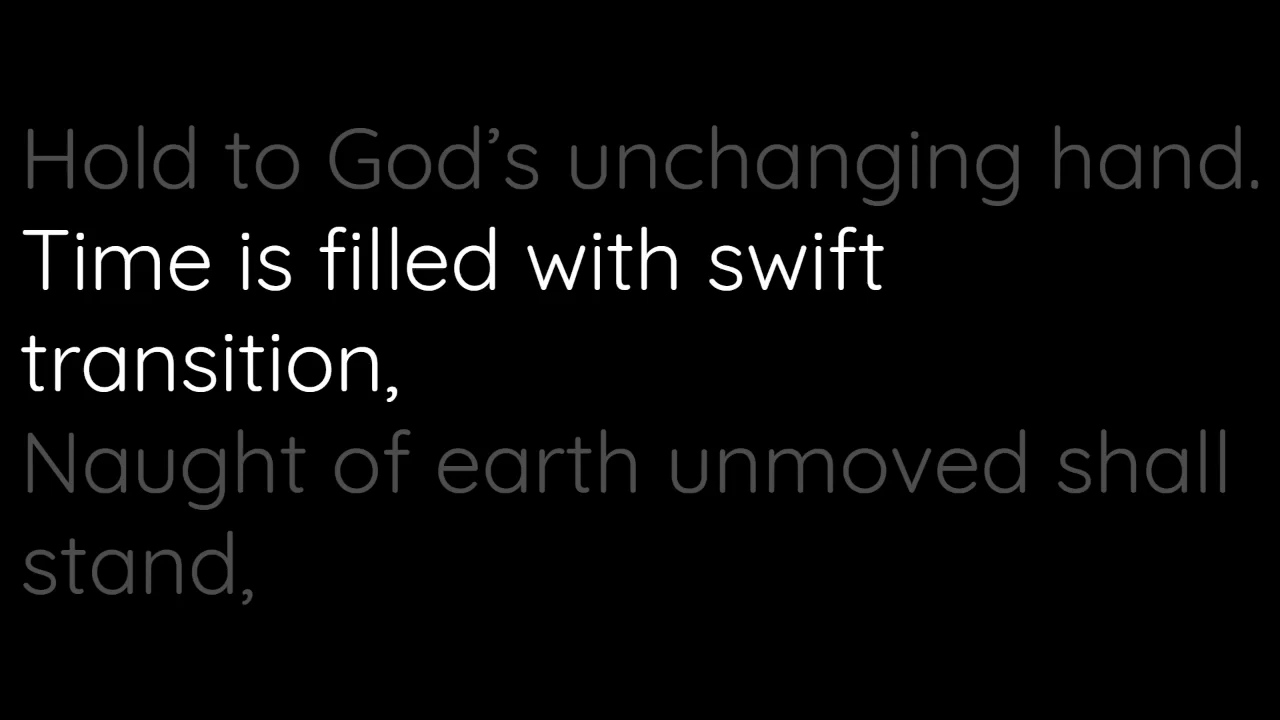 Hold to God’s unchanging hand.
Time is filled with swift
transition,
Naught of earth unmoved shall
stand,